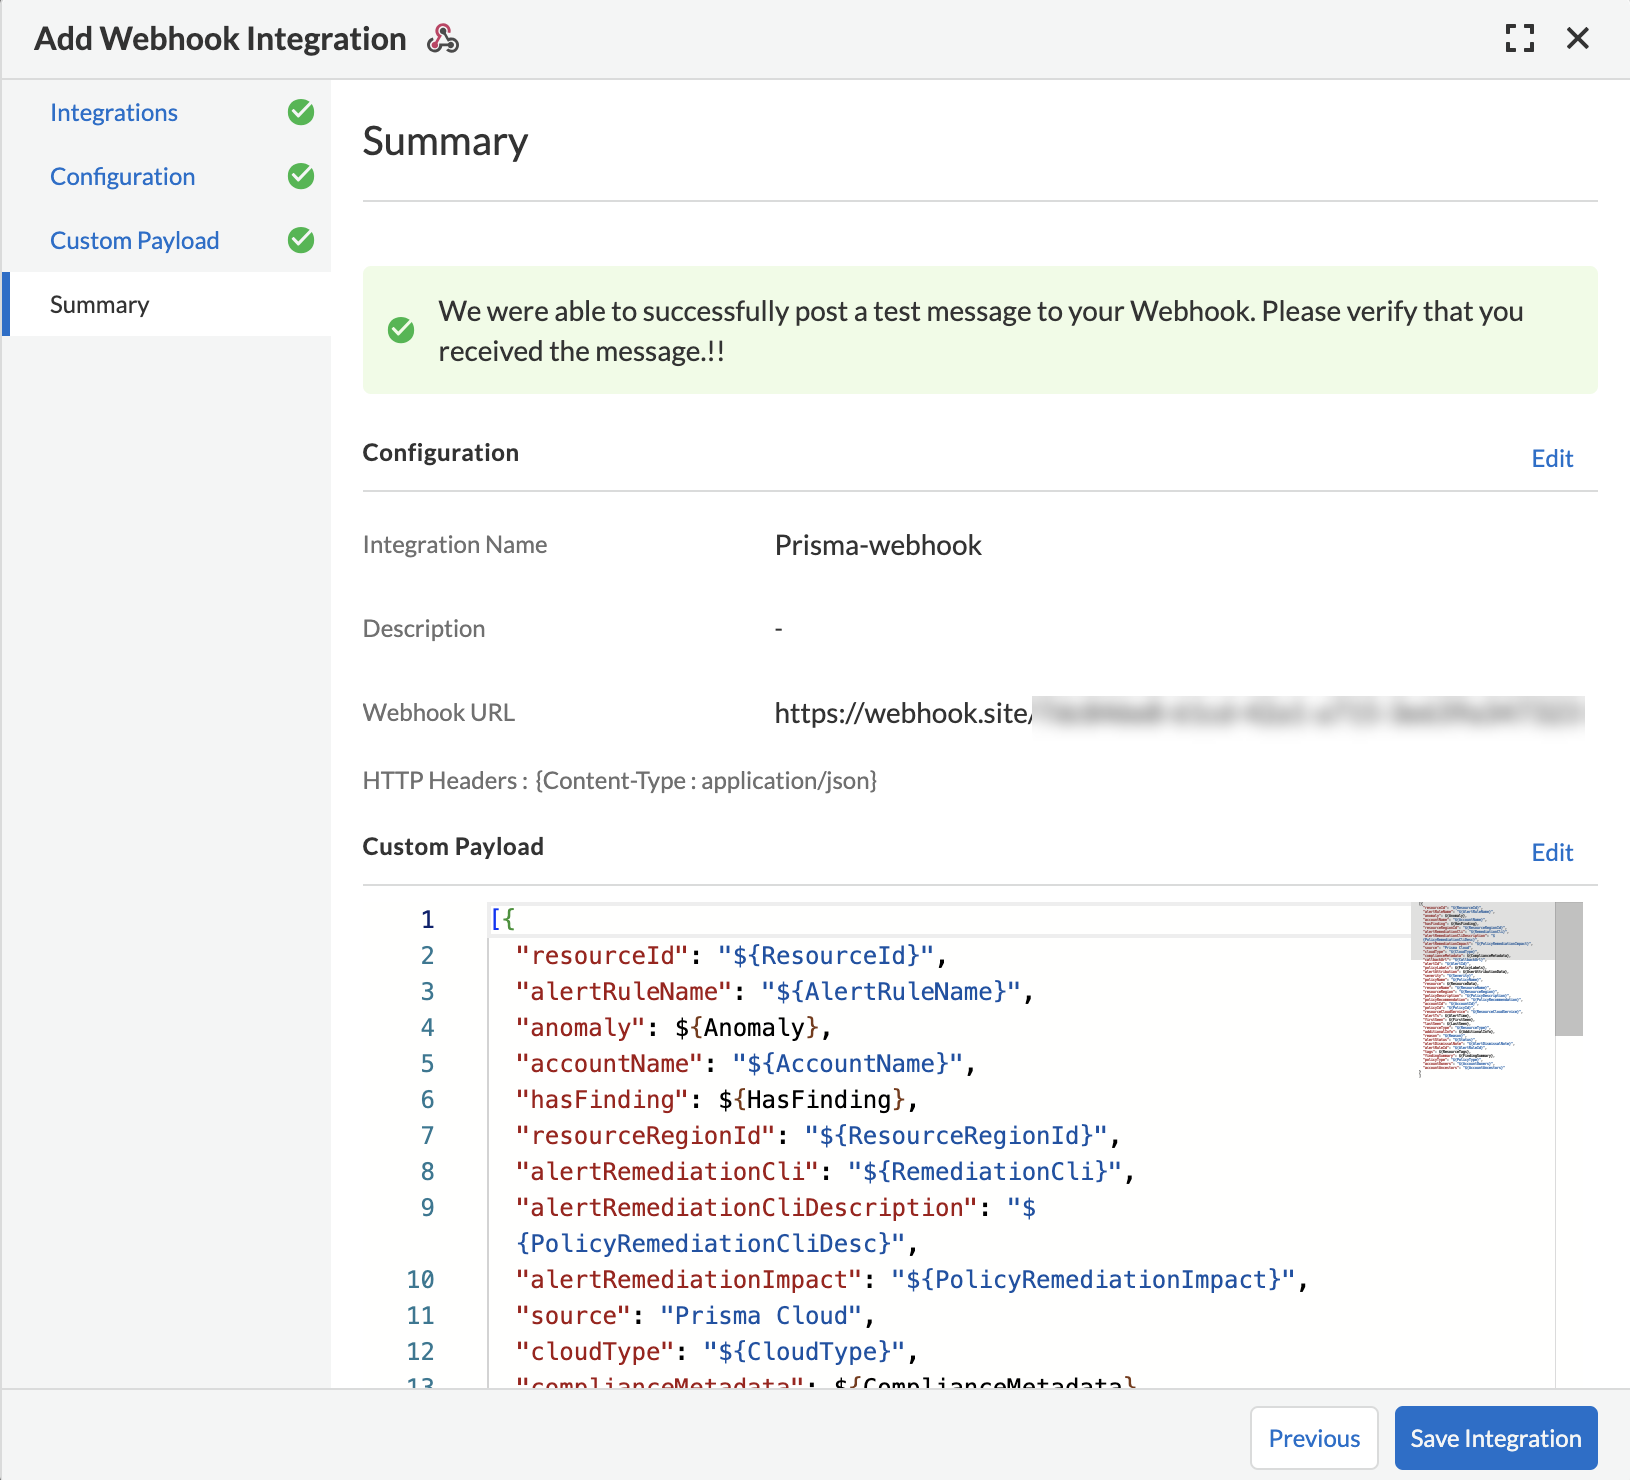 Add Webhook Integration
Integrations
Configuration
Custom Payload
Summary
Summary
We were able to successfully post a test message to your Webhook. Please verify that you
received the message.!!
Configuration
Edit
Integration Name
Prisma-webhook
Description
-
Webhook URL
https://webhook.site/
HTTP Headers : {Content-Type : application/json}
Custom Payload
Edit
1 [{
2 "resourceId": "${ResourceId}",
3 "alertRuleName": "${AlertRuleName}",
4 "anomaly": ${Anomaly},
5 "accountName": "${AccountName}",
6 "hasFinding": ${HasFinding},
7 "resourceRegionId": "${ResourceRegionId}",
8 "alertRemediationCli": "${RemediationCli}",
9 "alertRemediationCliDescription": "$
{PolicyRemediationCliDesc}",
10 "alertRemediationImpact": "${PolicyRemediationImpact}",
11 "source": "Prisma Cloud",
12 "cloudType": "${CloudType}",
13 "complianceMetadata": ${ComplianceMetadata}
Previous
Save Integration